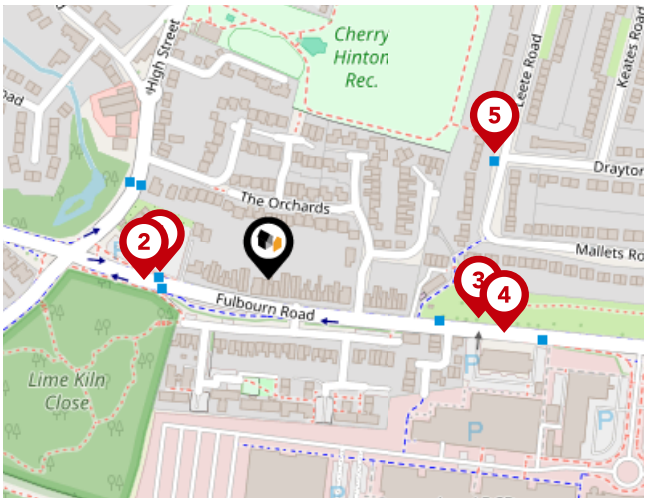 High Street
Cherry
Hinton
Rec.
Leete Road
Keates Road
5
oad
Drayton
The Orchards
2
Mallets Ro
3
4
Fulbourn Road
P
Lime Kiln
Close
P
P
P